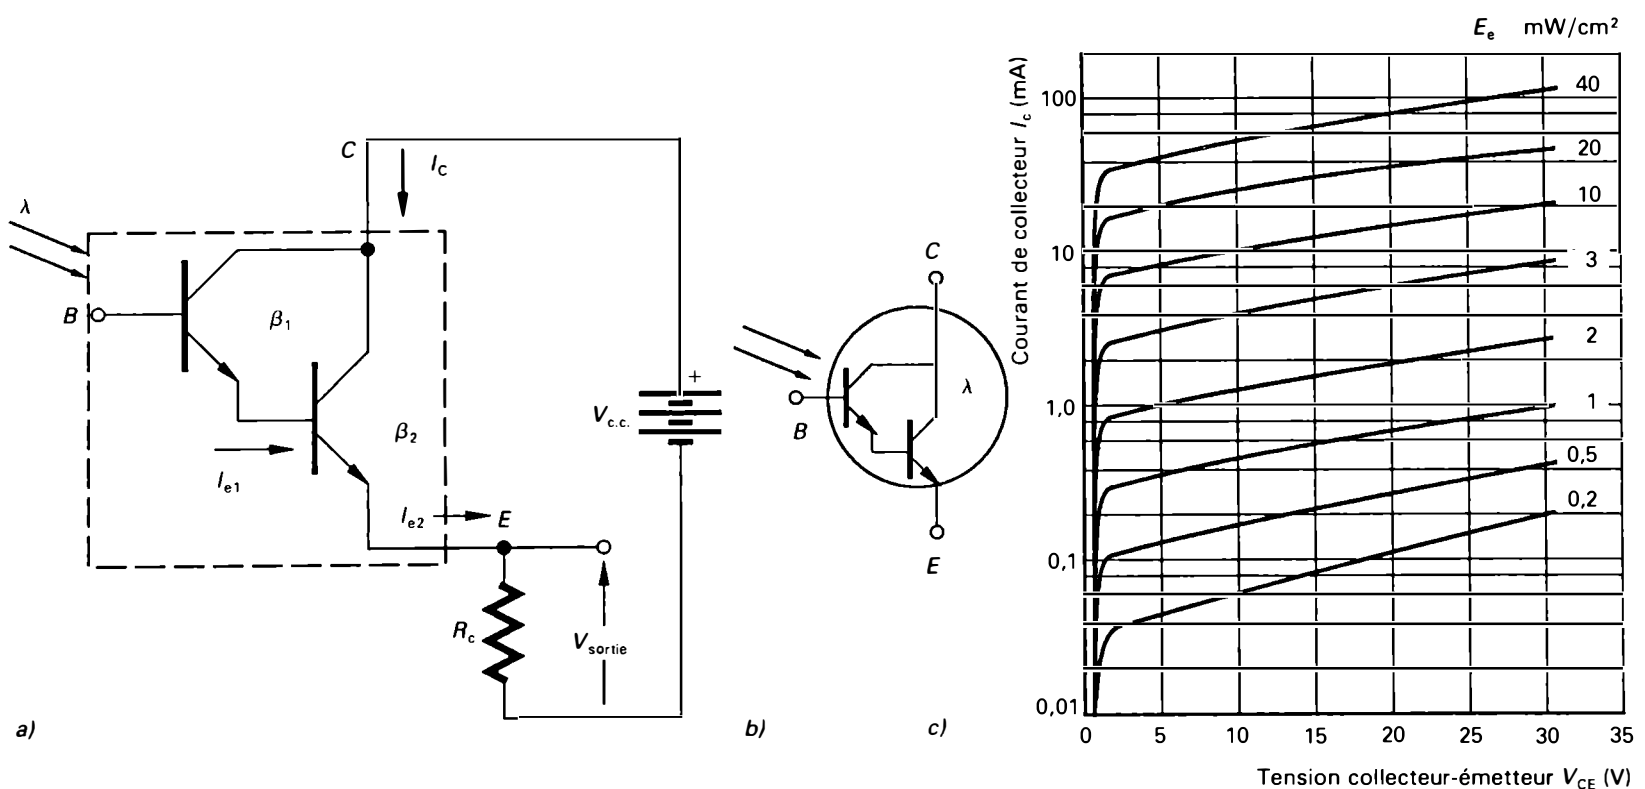 a)
λ
B
β₁
C
I_C
I_e1
β₂
I_e2
E
R_c
V_sortie
V_c.c.
+
b)
B
C
λ
E
c)
E_e mW/cm²
Courant de collecteur I_c (mA)
100
10
1,0
0,1
0,01
40
20
10
3
2
1
0,5
0,2
0 5 10 15 20 25 30 35
Tension collecteur-émetteur V_CE (V)